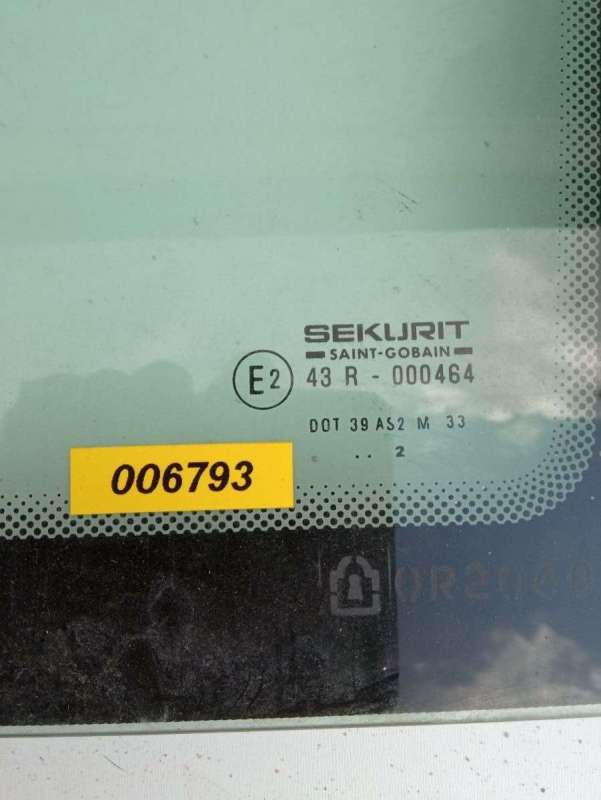 SEKURIT
SAINT-GOBAIN
E2 43 R - 000464
DOT 39 AS2 M 33
. . 2
006793